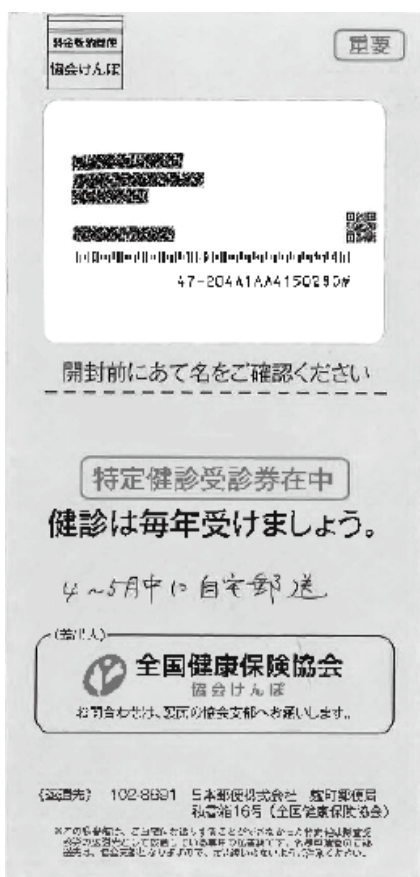 料金後納郵便
協会けんぽ
重要
47-204A1AA4150290#
開封前にあて名をご確認ください
特定健診受診券在中
健診は毎年受けましょう。
4~5月中に自宅郵送
(差出人)
全国健康保険協会
協会けんぽ
お問合わせは、裏面の協会支部へお願いします。
102-8691 日本郵便株式会社 麹町郵便局
私書箱16号(全国健康保険協会)